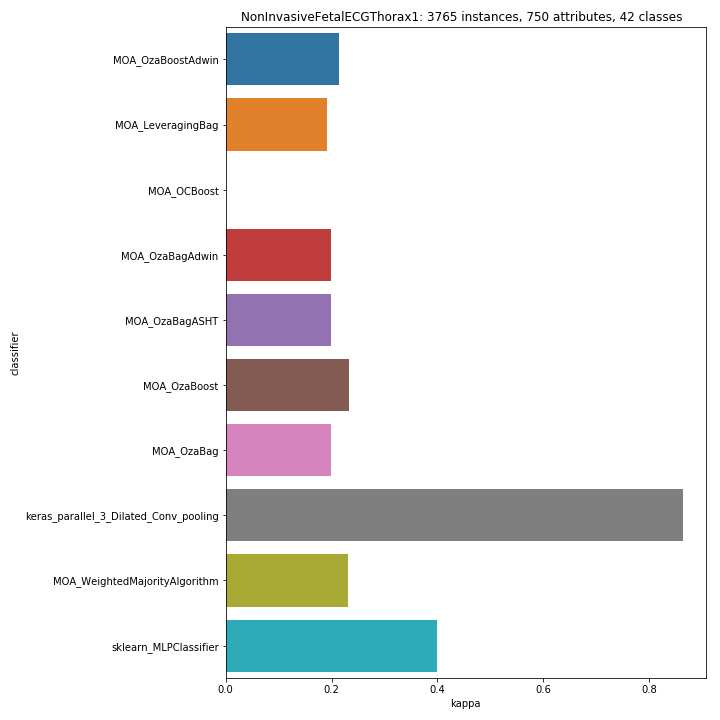 NonInvasiveFetalECGThorax1: 3765 instances, 750 attributes, 42 classes
MOA_OzaBoostAdwin
MOA_LeveragingBag
MOA_OCBoost
MOA_OzaBagAdwin
MOA_OzaBagASHT
classifier
MOA_OzaBoost
MOA_OzaBag
keras_parallel_3_Dilated_Conv_pooling
MOA_WeightedMajorityAlgorithm
sklearn_MLPClassifier
0.0 0.2 0.4 0.6 0.8
kappa